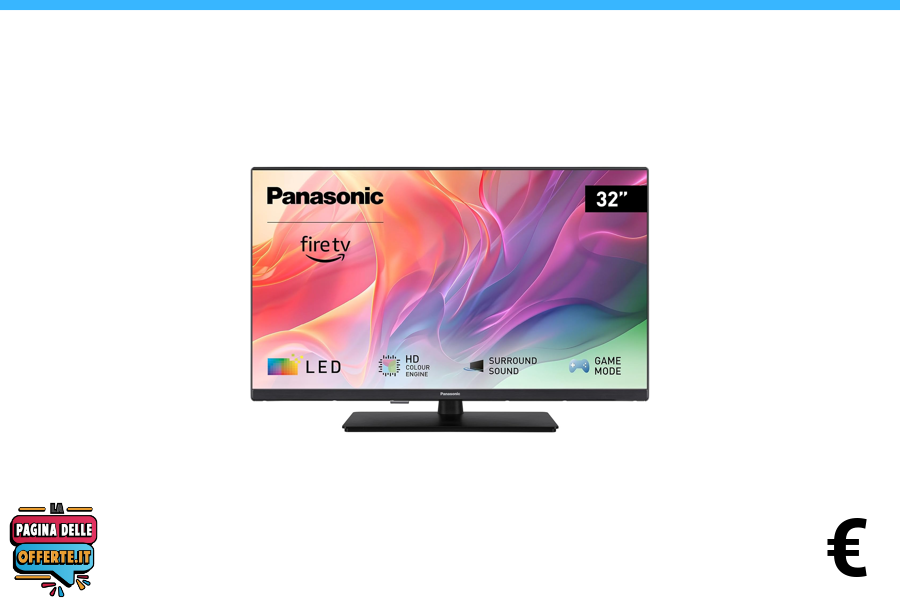 Panasonic
32”
fire tv
LED
HD
COLOUR
ENGINE
SURROUND
SOUND
GAME
MODE
Panasonic
LA
PAGINA DELLE
OFFERTE.IT
€